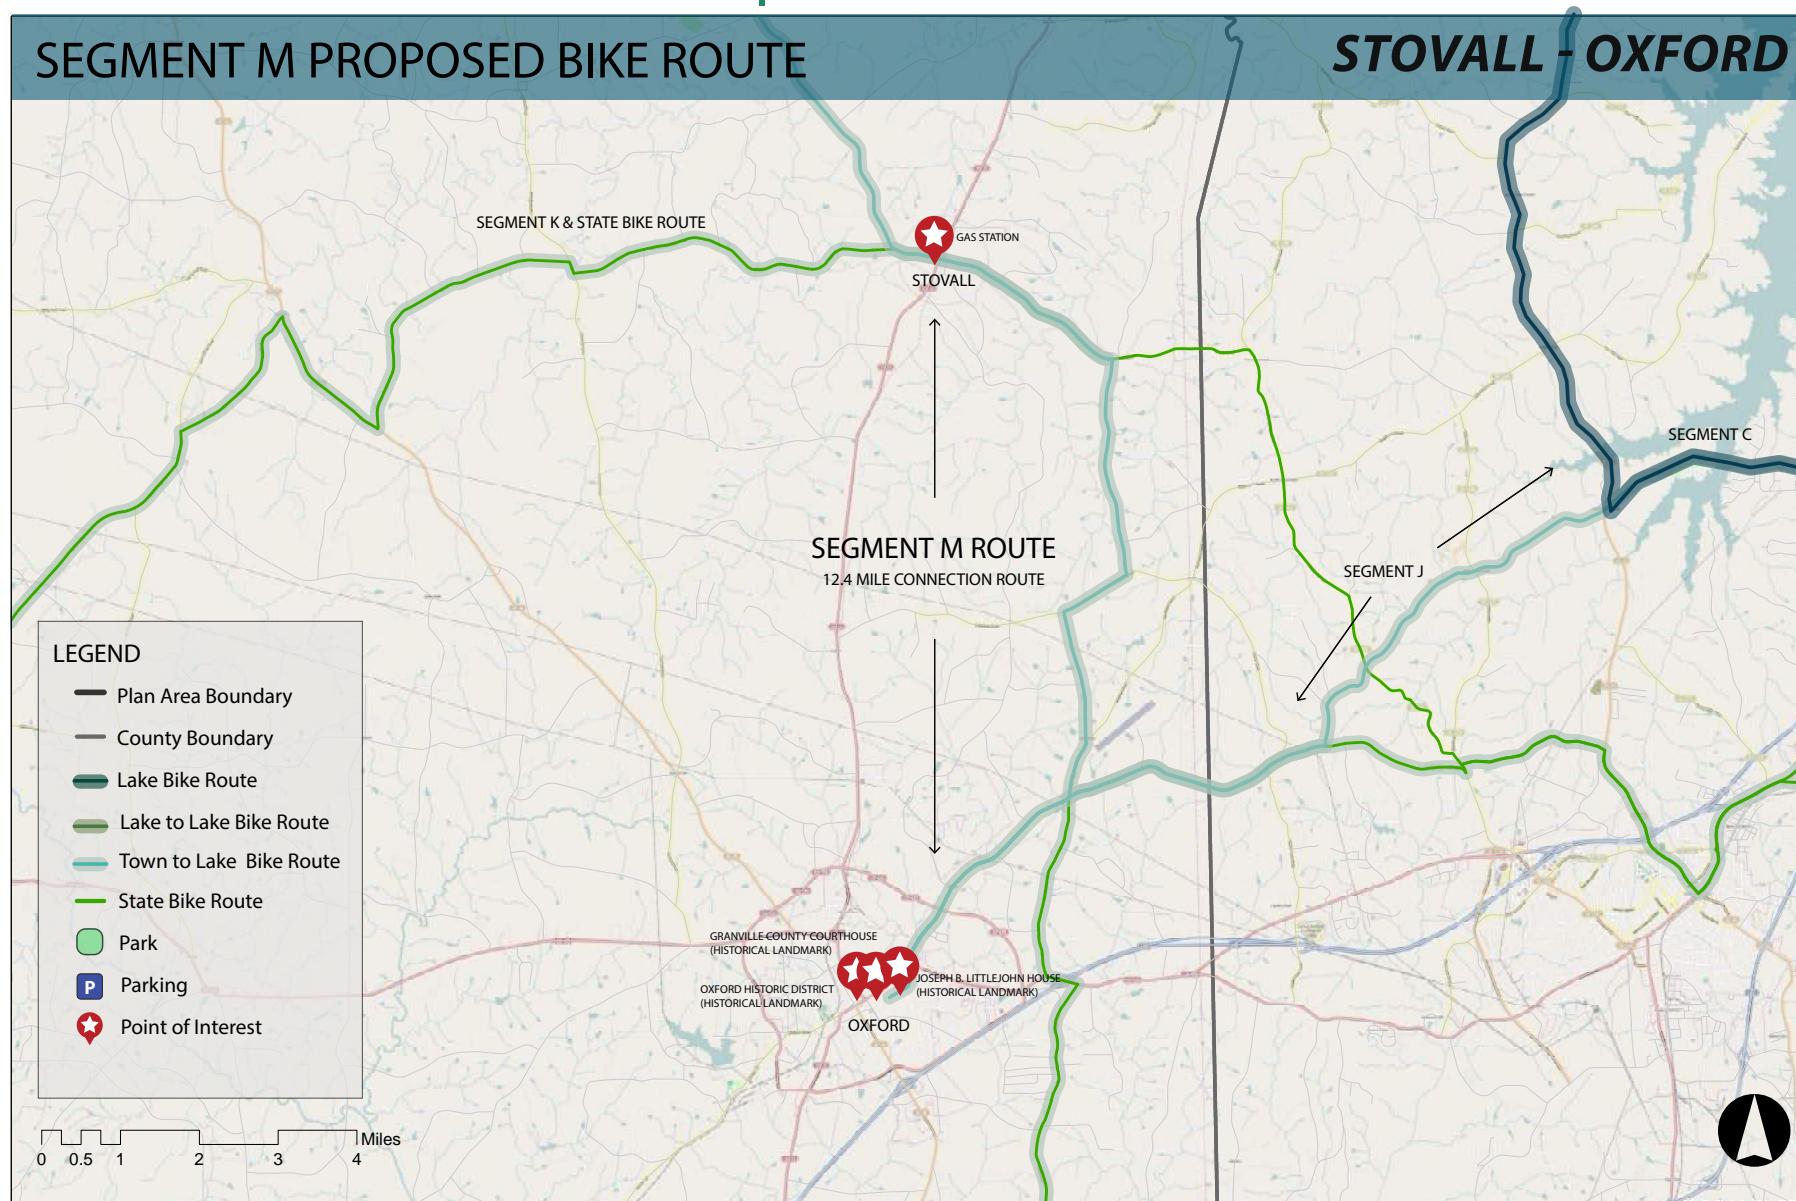 SEGMENT M PROPOSED BIKE ROUTE
STOVALL - OXFORD
SEGMENT K & STATE BIKE ROUTE
GAS STATION
STOVALL
SEGMENT C
SEGMENT M ROUTE
12.4 MILE CONNECTION ROUTE
SEGMENT J
LEGEND
Plan Area Boundary
County Boundary
Lake Bike Route
Lake to Lake Bike Route
Town to Lake Bike Route
State Bike Route
Park
P
Parking
Point of Interest
GRANVILLE COUNTY COURTHOUSE
(HISTORICAL LANDMARK)
OXFORD HISTORIC DISTRICT
(HISTORICAL LANDMARK)
JOSEPH B. LITTLEJOHN HOUSE
(HISTORICAL LANDMARK)
OXFORD
Miles
0 0.5 1 2 3 4